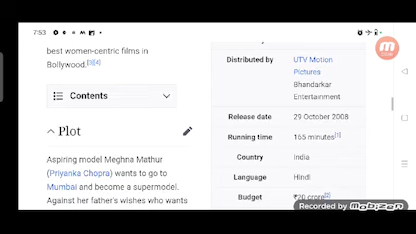 7:53
best women-centric films in
Bollywood.[3][4]
Contents
Plot
Aspiring model Meghna Mathur
(Priyanka Chopra) wants to go to
Mumbai and become a supermodel.
Against her father's wishes who wants
Distributed by UTV Motion
Pictures
Bhandarkar
Entertainment
Release date 29 October 2008
Running time 165 minutes[1]
Country India
Language Hindi
Budget ₹20 crore[2]
Recorded by mobizen